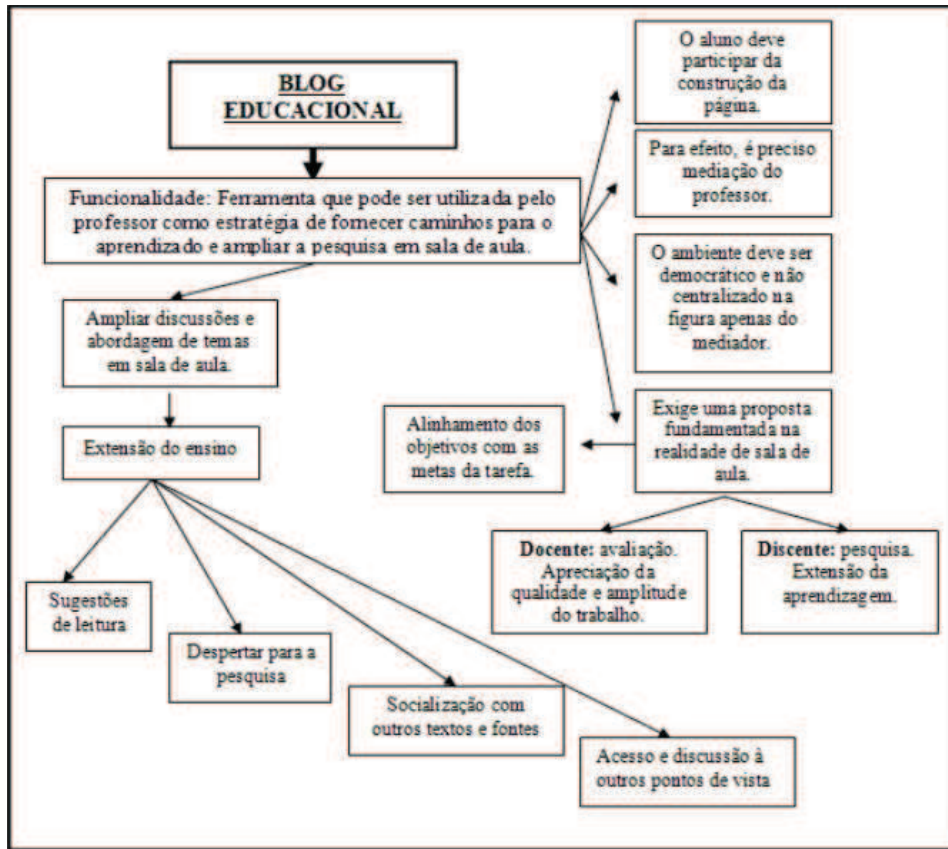 BLOG
EDUCACIONAL
Funcionalidade: Ferramenta que pode ser utilizada pelo
professor como estratégia de fornecer caminhos para o
aprendizado e ampliar a pesquisa em sala de aula.
O aluno deve
participar da
construção da
página.
Para efeito, é preciso
mediação do
professor.
O ambiente deve ser
democrático e não
centralizado na
figura apenas do
mediador.
Ampliar discussões e
abordagem de temas
em sala de aula.
Extensão do ensino
Alinhamento dos
objetivos com as
metas da tarefa.
Exige uma proposta
fundamentada na
realidade de sala de
aula.
Docente: avaliação.
Apreciação da
qualidade e amplitude
do trabalho.
Discente: pesquisa.
Extensão da
aprendizagem.
Sugestões
de leitura
Despertar para a
pesquisa
Socialização com
outros textos e fontes
Acesso e discussão à
outros pontos de vista